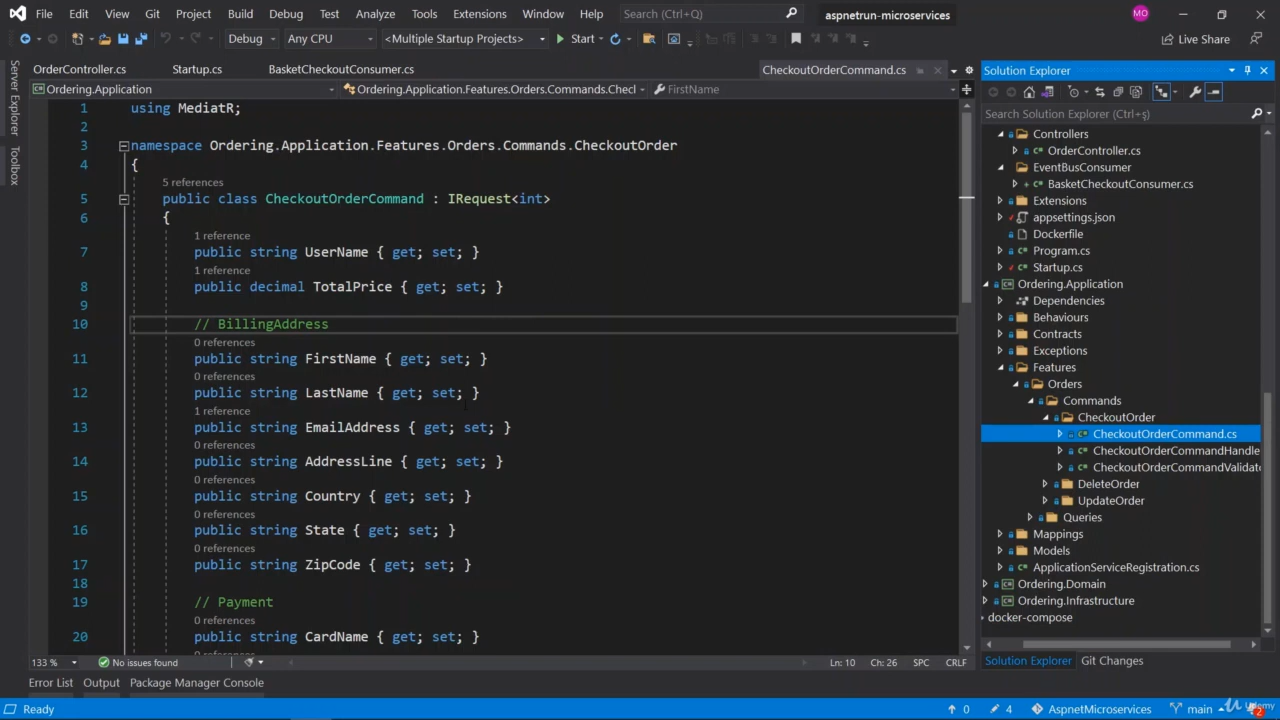 File Edit View Git Project Build Debug Test Analyze Tools Extensions Window Help Search (Ctrl+Q) aspnetrun-microservices MO
Debug Any CPU <Multiple Startup Projects> Start Live Share
Server Explorer
Toolbox
OrderController.cs Startup.cs BasketCheckoutConsumer.cs CheckoutOrderCommand.cs
Ordering.Application Ordering.Application.Features.Orders.Commands.Checl FirstName
1 using MediatR;
2
3 namespace Ordering.Application.Features.Orders.Commands.CheckoutOrder
4 {
5 references
5 public class CheckoutOrderCommand : IRequest<int>
6 {
1 reference
7 public string UserName { get; set; }
1 reference
8 public decimal TotalPrice { get; set; }
9
10 // BillingAddress
0 references
11 public string FirstName { get; set; }
0 references
12 public string LastName { get; set; }
1 reference
13 public string EmailAddress { get; set; }
0 references
14 public string AddressLine { get; set; }
0 references
15 public string Country { get; set; }
0 references
16 public string State { get; set; }
0 references
17 public string ZipCode { get; set; }
18
19 // Payment
0 references
20 public string CardName { get; set; }
133 % No issues found Ln: 10 Ch: 26 SPC CRLF
Solution Explorer
Search Solution Explorer (Ctrl+ş)
Controllers
OrderController.cs
EventBusConsumer
BasketCheckoutConsumer.cs
Extensions
appsettings.json
Dockerfile
Program.cs
Startup.cs
Ordering.Application
Dependencies
Behaviours
Contracts
Exceptions
Features
Orders
Commands
CheckoutOrder
CheckoutOrderCommand.cs
CheckoutOrderCommandHandle
CheckoutOrderCommandValidato
DeleteOrder
UpdateOrder
Queries
Mappings
Models
ApplicationServiceRegistration.cs
Ordering.Domain
Ordering.Infrastructure
docker-compose
Solution Explorer Git Changes
Error List Output Package Manager Console
Ready 0 4 AspnetMicroservices main Udemy 2